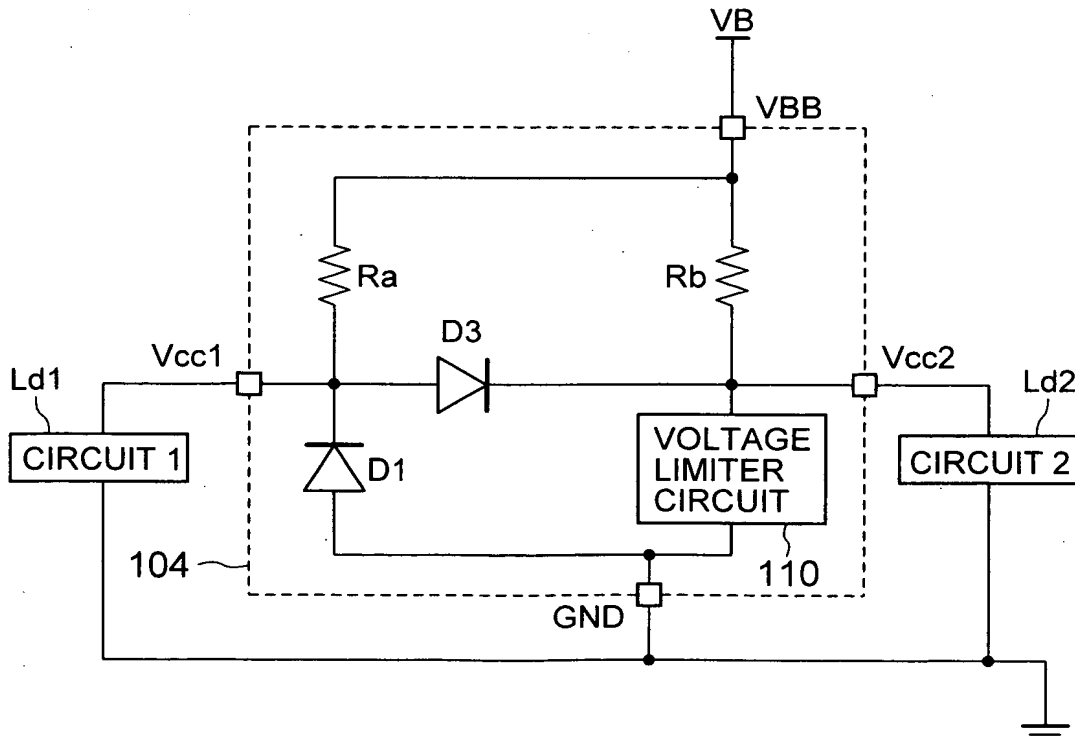 VB
VBB
Ra
Rb
D3
Vcc1
Vcc2
Ld1
Ld2
CIRCUIT 1
D1
VOLTAGE
LIMITER
CIRCUIT
CIRCUIT 2
104
110
GND